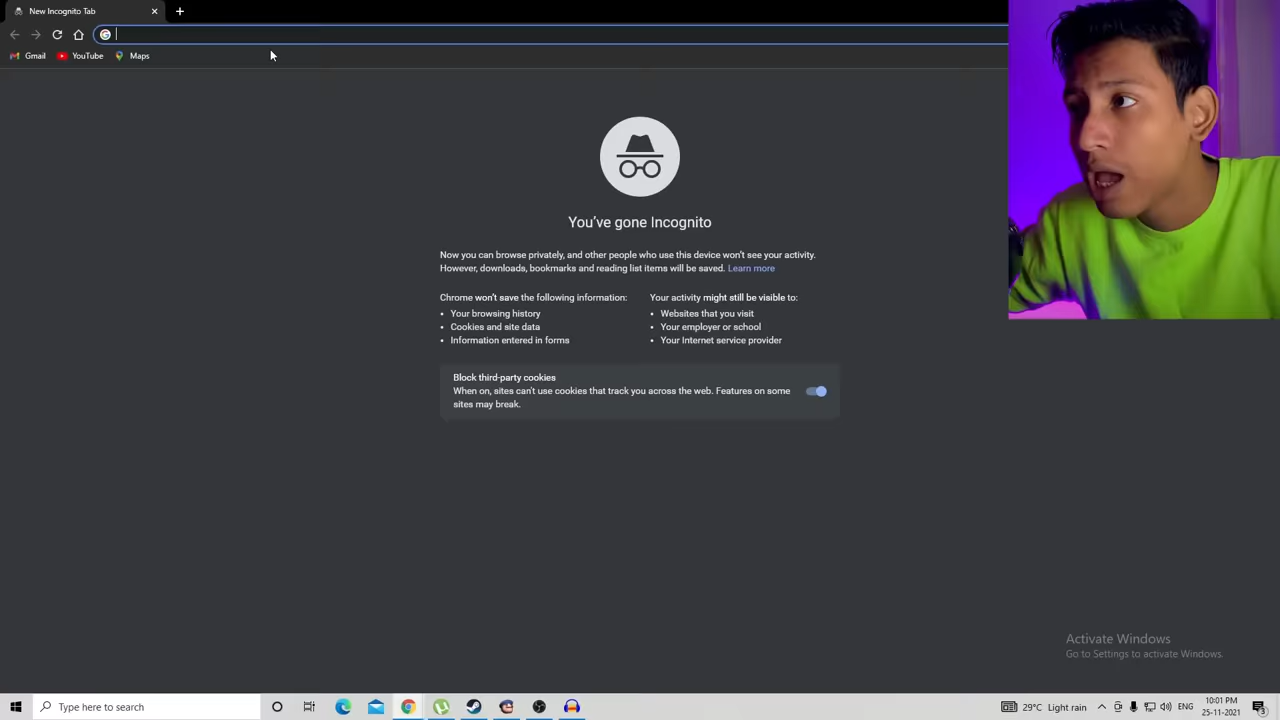 New Incognito Tab
Gmail YouTube Maps
You've gone Incognito
Now you can browse privately, and other people who use this device won't see your activity.
However, downloads, bookmarks and reading list items will be saved. Learn more
Chrome won't save the following information:
• Your browsing history
• Cookies and site data
• Information entered in forms
Your activity might still be visible to:
• Websites that you visit
• Your employer or school
• Your Internet service provider
Block third-party cookies
When on, sites can't use cookies that track you across the web. Features on some
sites may break.
Activate Windows
Go to Settings to activate Windows.
Type here to search
29°C Light rain
ENG
10:01 PM
25-11-2021
3